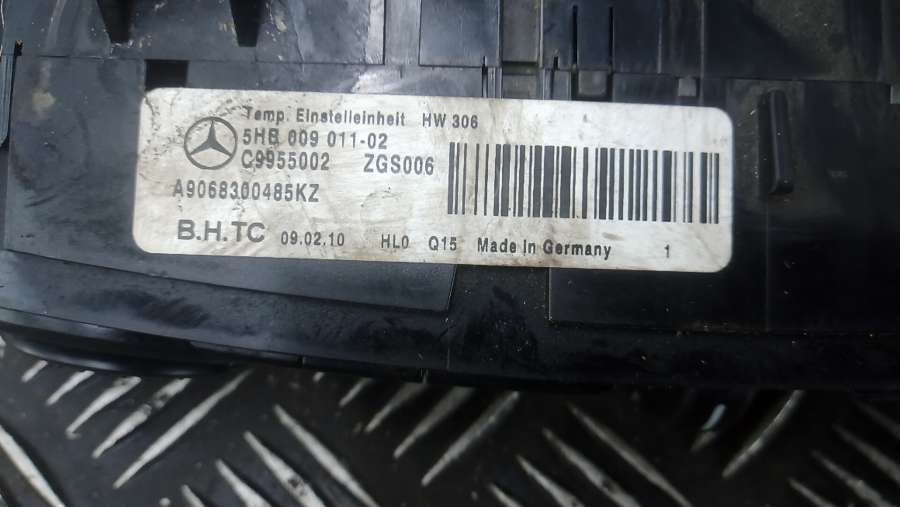 Temp. Einstelleinheit HW 306
5HB 009 011-02
C9955002 ZGS006
A9068300485KZ
B.H.TC 09.02.10 HL0 Q15 Made in Germany 1